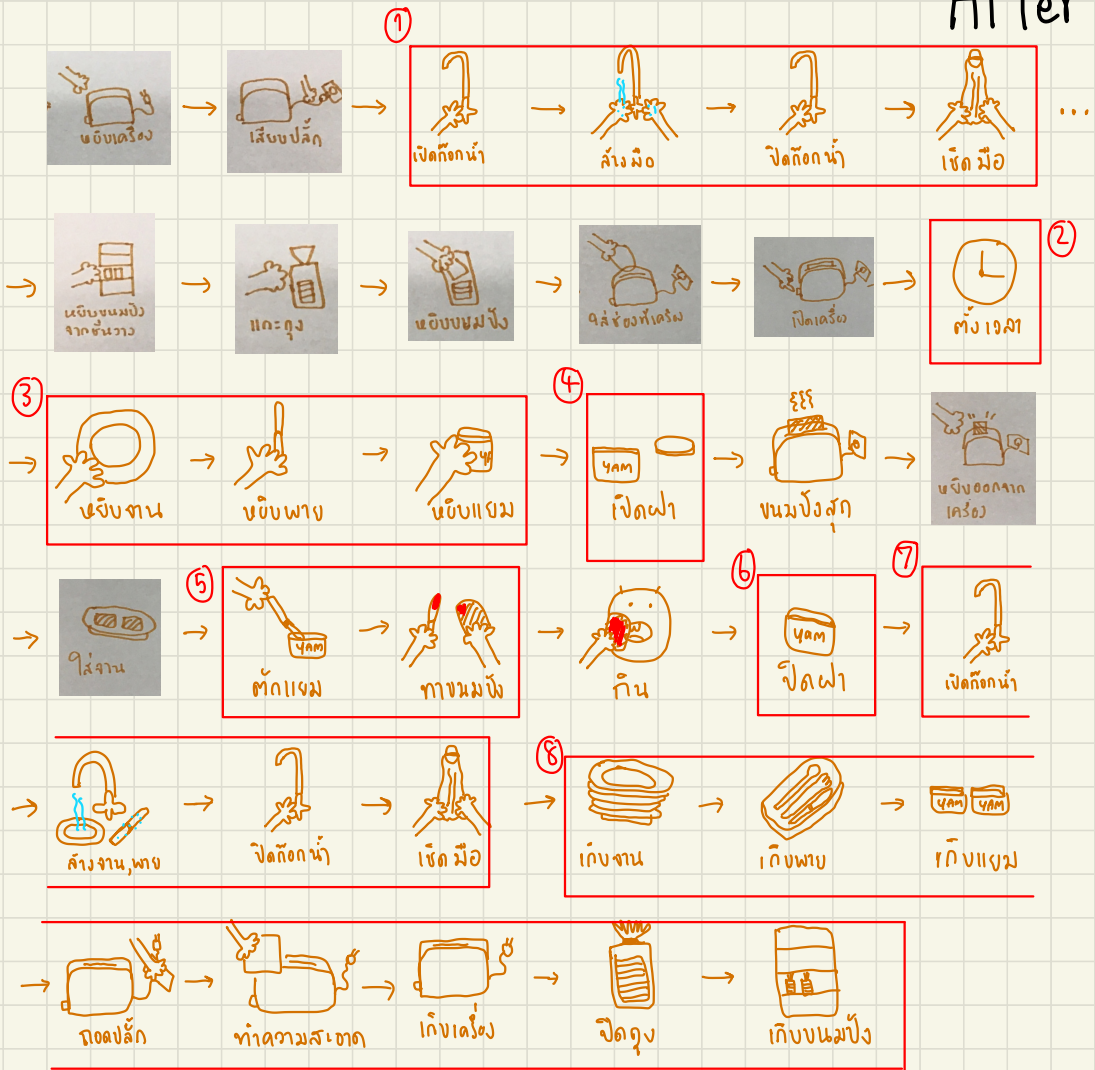 After
①
หยิบเครื่อง
เสียบปลั๊ก
เปิดก๊อกน้ำ
ล้างมือ
ปิดก๊อกน้ำ
เช็ดมือ
...
②
หยิบขนมปัง
จากชั้นวาง
แกะถุง
หยิบขนมปัง
ใส่ช่องที่เครื่อง
เปิดเครื่อง
ตั้งเวลา
③
④
YAM
YAM
หยิบจาน
หยิบพาย
หยิบแยม
เปิดฝา
ขนมปังสุก
หยิบออกจาก
เครื่อง
⑤
⑥
⑦
YAM
YAM
ใส่จาน
ตักแยม
ทาขนมปัง
กิน
ปิดฝา
เปิดก๊อกน้ำ
⑧
YAM YAM
ล้างจาน,พาย
ปิดก๊อกน้ำ
เช็ดมือ
เก็บจาน
เก็บพาย
เก็บแยม
ถอดปลั๊ก
ทำความสะอาด
เก็บเครื่อง
ปิดถุง
เก็บขนมปัง